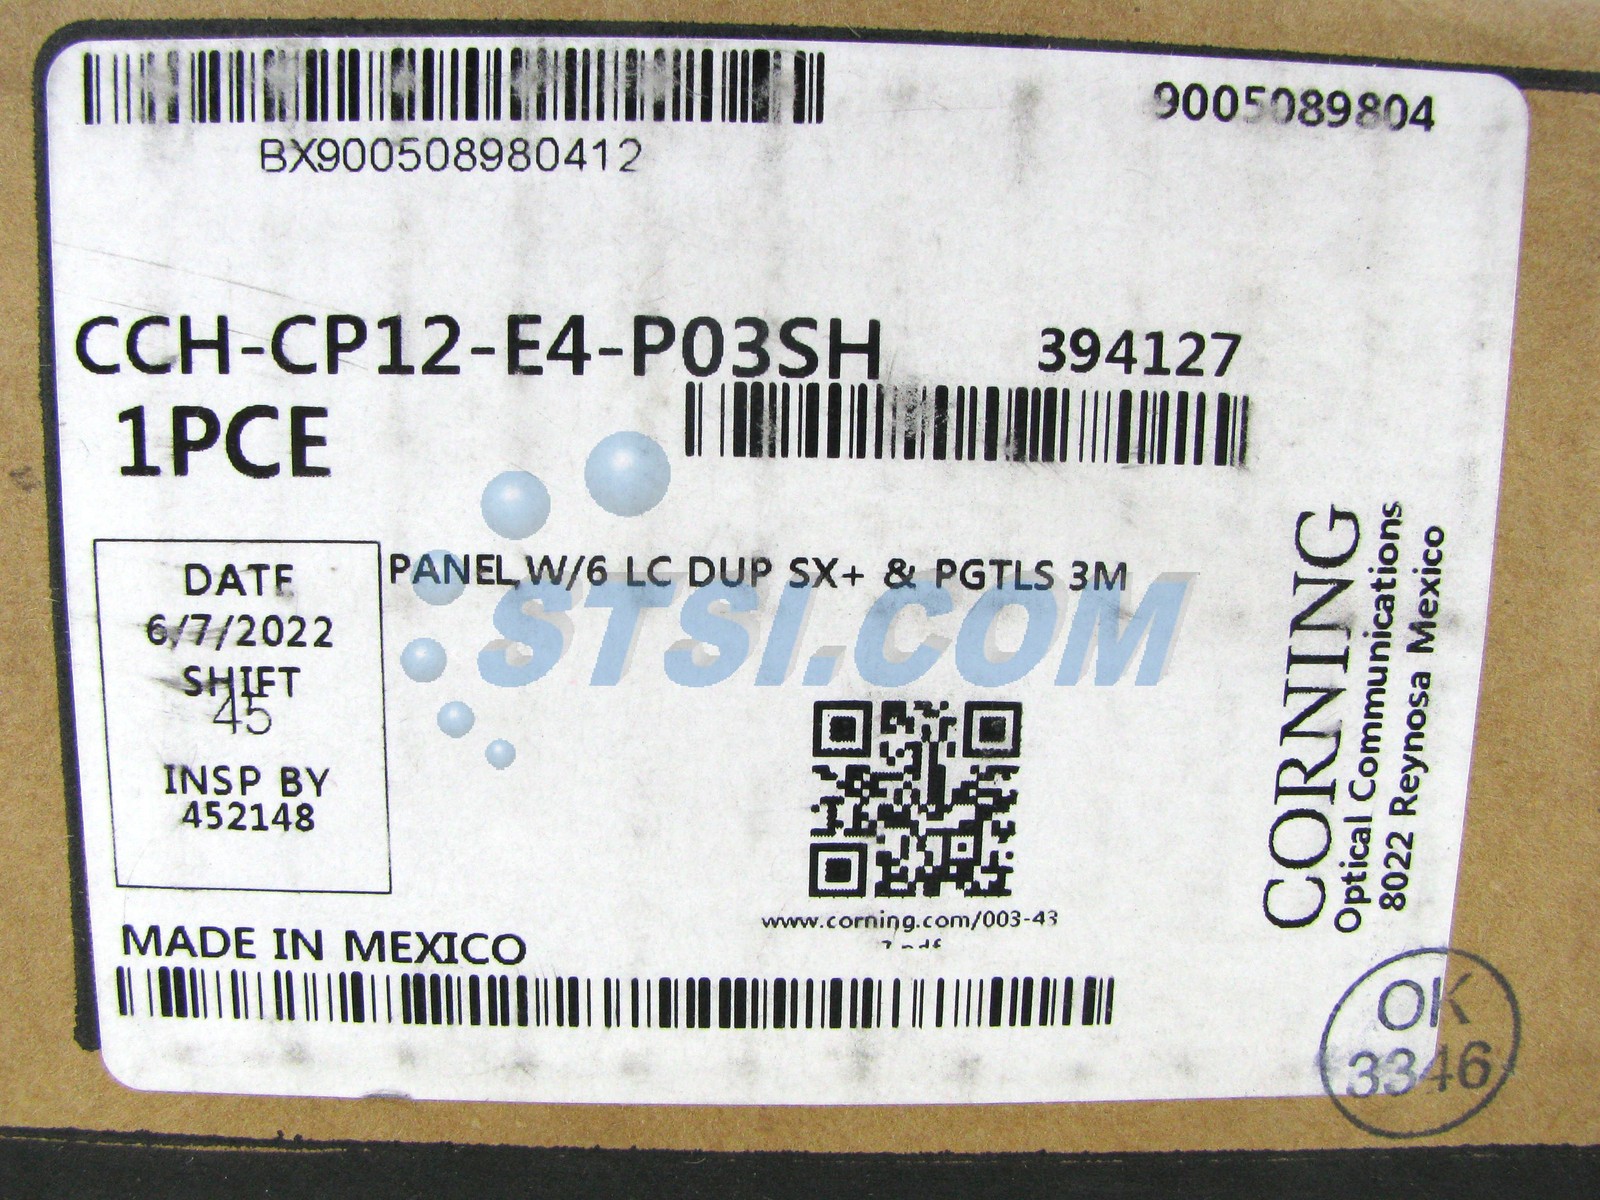 BX900508980412
9005089804
CCH-CP12-E4-P03SH
394127
1PCE
DATE
6/7/2022
SHIFT
45
INSP BY
452148
PANEL,W/6 LC DUP SX+ & PGTLS 3M
STSI.COM
www.corning.com/003-43
MADE IN MEXICO
CORNING
Optical Communications
8022 Reynosa Mexico
OK
3346